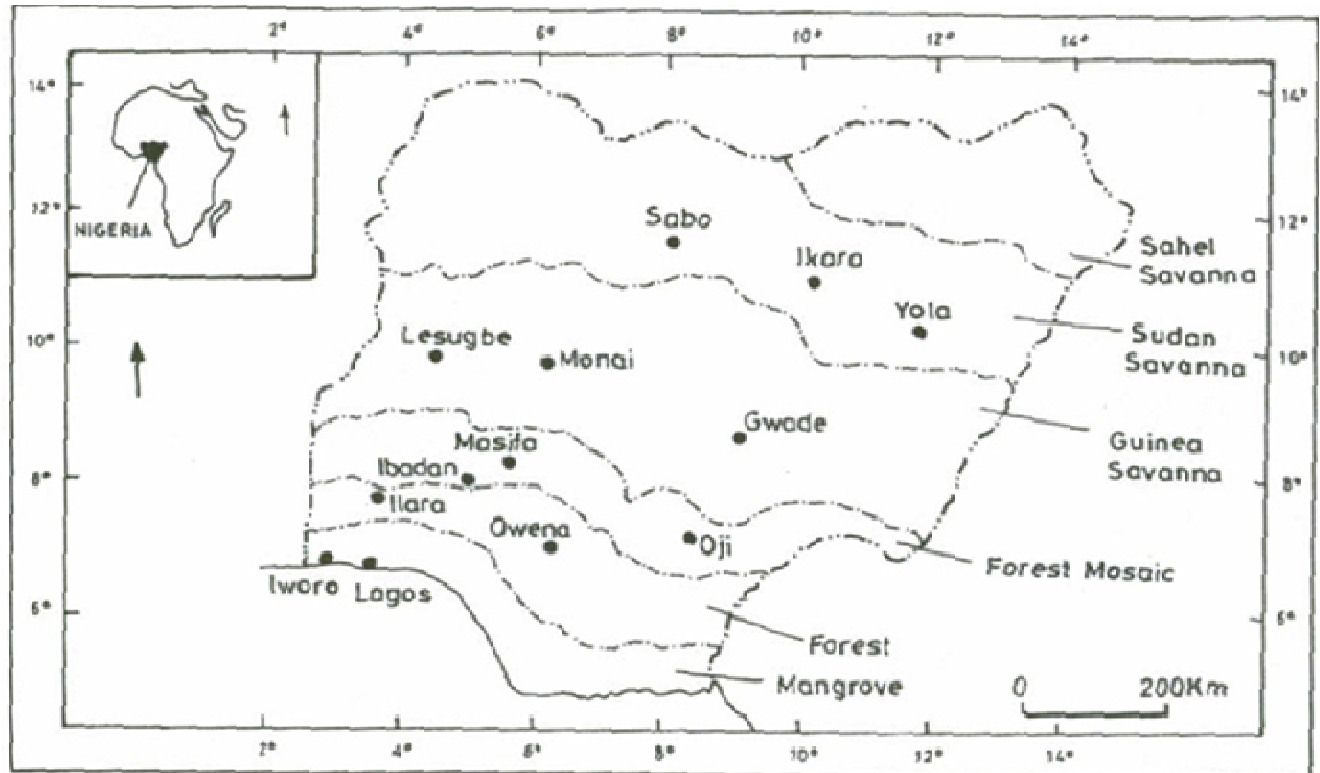 2° 4° 6° 8° 10° 12° 14°
14° 14°
NIGERIA
12° 12°
Sabo
Ikara
Sahel
Savanna
Yola
10° 10°
Lesugbe
Monai
Sudan
Savanna
Gwade
Guinea
Savanna
Masifa
Ibadan
8° 8°
Ilara
Owena
Oji
Forest Mosaic
Iworo
Lagos
6° 6°
Forest
Mangrove
0 200Km
2° 4° 6° 8° 10° 12° 14°